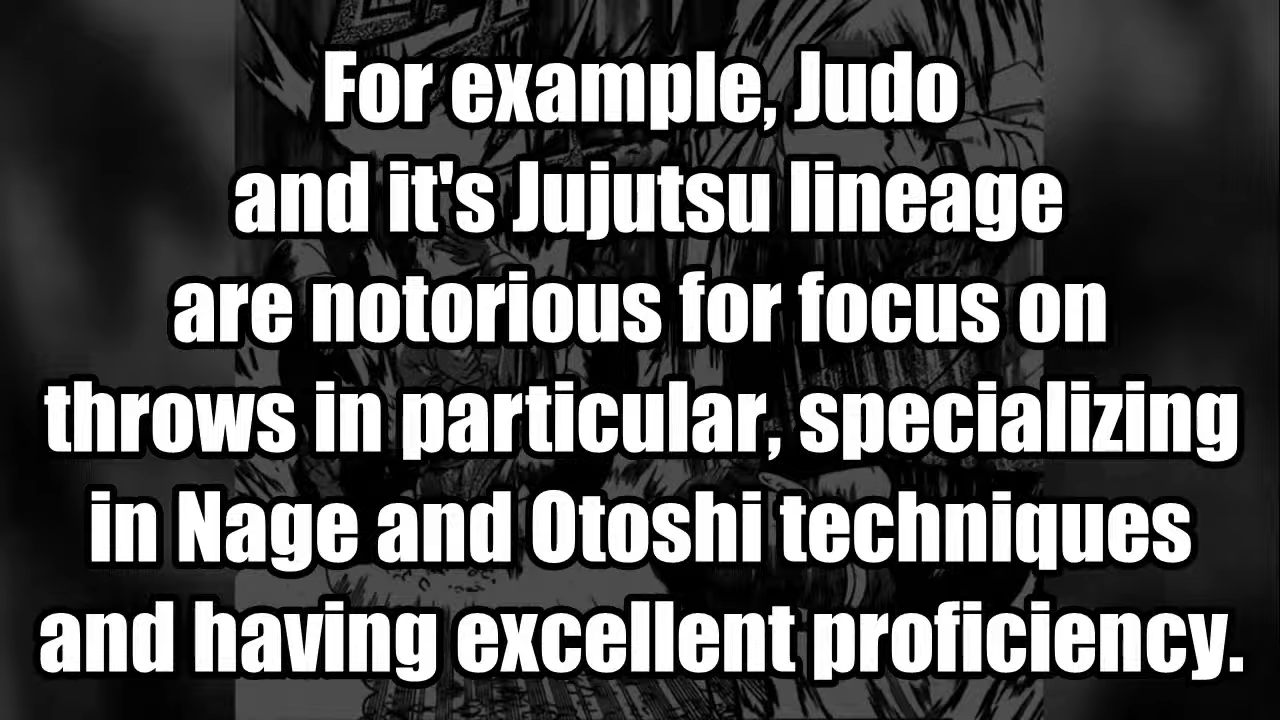 For example, Judo
and it's Jujutsu lineage
are notorious for focus on
throws in particular, specializing
in Nage and Otoshi techniques
and having excellent proficiency.